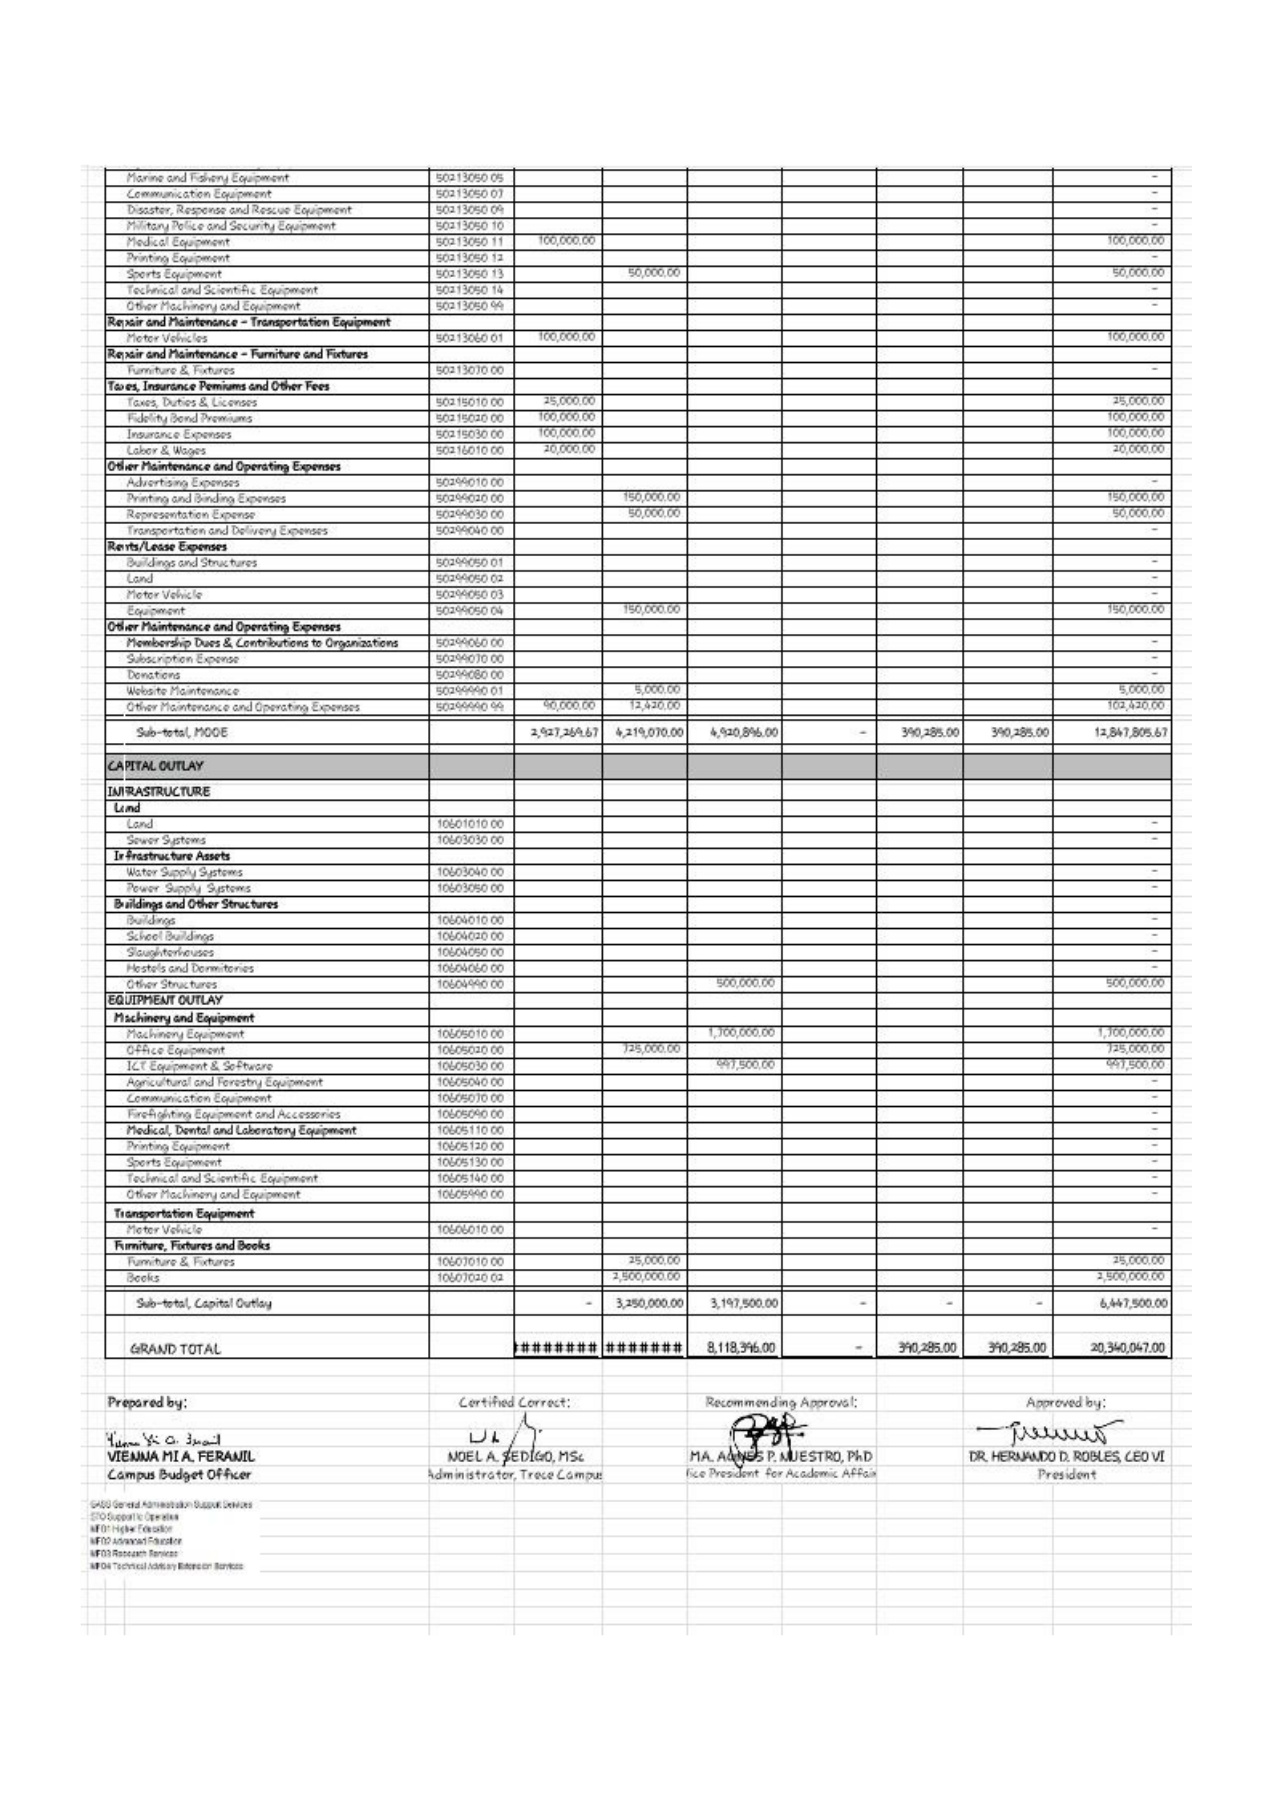 Marine and Fishery Equipment 50213050 05 -
Communication Equipment 50213050 07 -
Disaster, Response and Rescue Equipment 50213050 09 -
Military Police and Security Equipment 50213050 10 -
Medical Equipment 50213050 11 100,000.00 100,000.00
Printing Equipment 50213050 12 -
Sports Equipment 50213050 13 50,000.00 50,000.00
Technical and Scientific Equipment 50213050 14 -
Other Machinery and Equipment 50213050 99 -
Repair and Maintenance - Transportation Equipment
Motor Vehicles 50213060 01 100,000.00 100,000.00
Repair and Maintenance - Furniture and Fixtures
Furniture & Fixtures 50213070 00 -
Taxes, Insurance Pemiums and Other Fees
Taxes, Duties & Licenses 50215010 00 25,000.00 25,000.00
Fidelity Bond Premiums 50215020 00 100,000.00 100,000.00
Insurance Expenses 50215030 00 100,000.00 100,000.00
Labor & Wages 50216010 00 20,000.00 20,000.00
Other Maintenance and Operating Expenses
Advertising Expenses 50299010 00 -
Printing and Binding Expenses 50299020 00 150,000.00 150,000.00
Representation Expense 50299030 00 50,000.00 50,000.00
Transportation and Delivery Expenses 50299040 00 -
Rents/Lease Expenses
Buildings and Structures 50299050 01 -
Land 50299050 02 -
Motor Vehicle 50299050 03 -
Equipment 50299050 04 150,000.00 150,000.00
Other Maintenance and Operating Expenses
Membership Dues & Contributions to Organizations 50299060 00 -
Subscription Expense 50299070 00 -
Donations 50299080 00 -
Website Maintenance 50299990 01 5,000.00 5,000.00
Other Maintenance and Operating Expenses 50299990 99 90,000.00 12,420.00 102,420.00
Sub-total, MOOE 2,927,269.67 4,219,070.00 4,920,896.00 - 390,285.00 390,285.00 12,847,805.67
CAPITAL OUTLAY
INFRASTRUCTURE
Land
Land 10601010 00 -
Sewer Systems 10603030 00 -
Infrastructure Assets
Water Supply Systems 10603040 00 -
Power Supply Systems 10603050 00 -
Buildings and Other Structures
Buildings 10604010 00 -
School Buildings 10604020 00 -
Slaughterhouses 10604050 00 -
Hostels and Dormitories 10604060 00 -
Other Structures 10604990 00 500,000.00 500,000.00
EQUIPMENT OUTLAY
Machinery and Equipment
Machinery Equipment 10605010 00 1,700,000.00 1,700,000.00
Office Equipment 10605020 00 725,000.00 725,000.00
ICT Equipment & Software 10605030 00 997,500.00 997,500.00
Agricultural and Forestry Equipment 10605040 00 -
Communication Equipment 10605070 00 -
Firefighting Equipment and Accessories 10605090 00 -
Medical, Dental and Laboratory Equipment 10605110 00 -
Printing Equipment 10605120 00 -
Sports Equipment 10605130 00 -
Technical and Scientific Equipment 10605140 00 -
Other Machinery and Equipment 10605990 00 -
Transportation Equipment
Motor Vehicle 10606010 00 -
Furniture, Fixtures and Books
Furniture & Fixtures 10607010 00 25,000.00 25,000.00
Books 10607020 02 2,500,000.00 2,500,000.00
Sub-total, Capital Outlay - 3,250,000.00 3,197,500.00 - - - 6,447,500.00
GRAND TOTAL ######## ####### 8,118,396.00 - 390,285.00 390,285.00 20,340,047.00
Prepared by: Certified Correct: Recommending Approval: Approved by:
VIENNA MI A. FERANIL NOEL A. SEDIGO, MSc MA. AGNES P. NUESTRO, PhD DR. HERNANDO D. ROBLES, CEO VI
Campus Budget Officer Administrator, Trece Campus Vice President for Academic Affair President
GASS General Administration Support Services
STO Support to Operation
MFO1 Higher Education
MFO2 Advanced Education
MFO3 Research Services
MFO4 Technical Advisory Extension Services